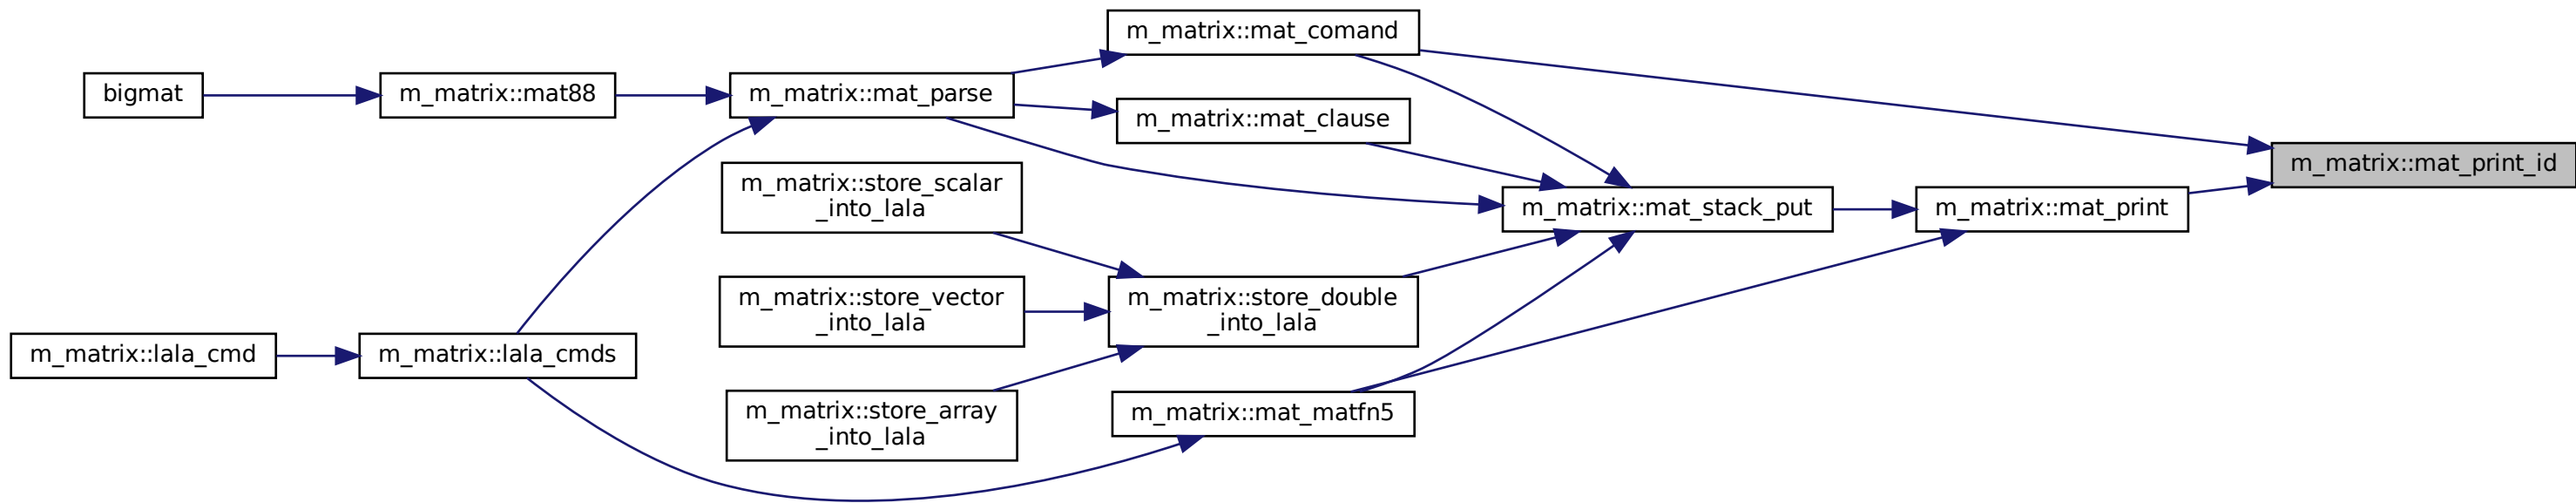 m_matrix::mat_comand
bigmat
m_matrix::mat88
m_matrix::mat_parse
m_matrix::mat_clause
m_matrix::mat_print_id
m_matrix::store_scalar
_into_lala
m_matrix::mat_stack_put
m_matrix::mat_print
m_matrix::store_vector
_into_lala
m_matrix::store_double
_into_lala
m_matrix::lala_cmd
m_matrix::lala_cmds
m_matrix::store_array
_into_lala
m_matrix::mat_matfn5